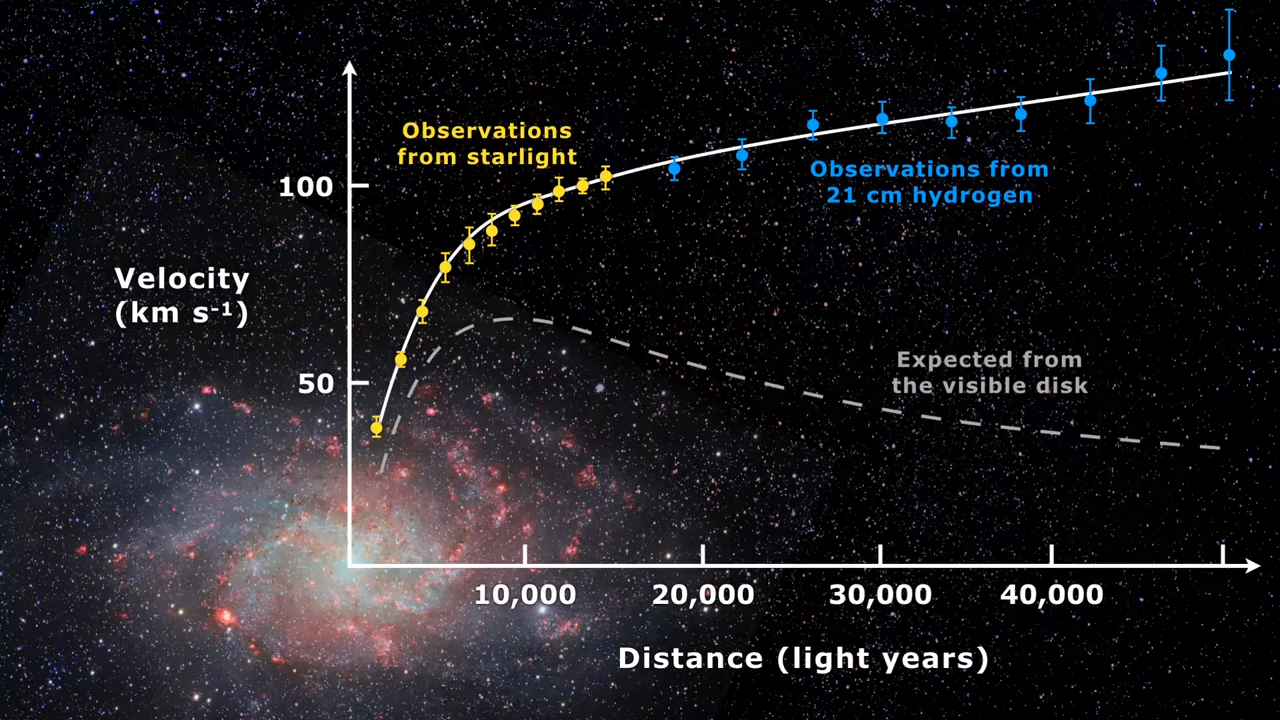 Observations
from starlight
100
Observations from
21 cm hydrogen
Velocity
(km s⁻¹)
Expected from
the visible disk
50
10,000
20,000
30,000
40,000
Distance (light years)